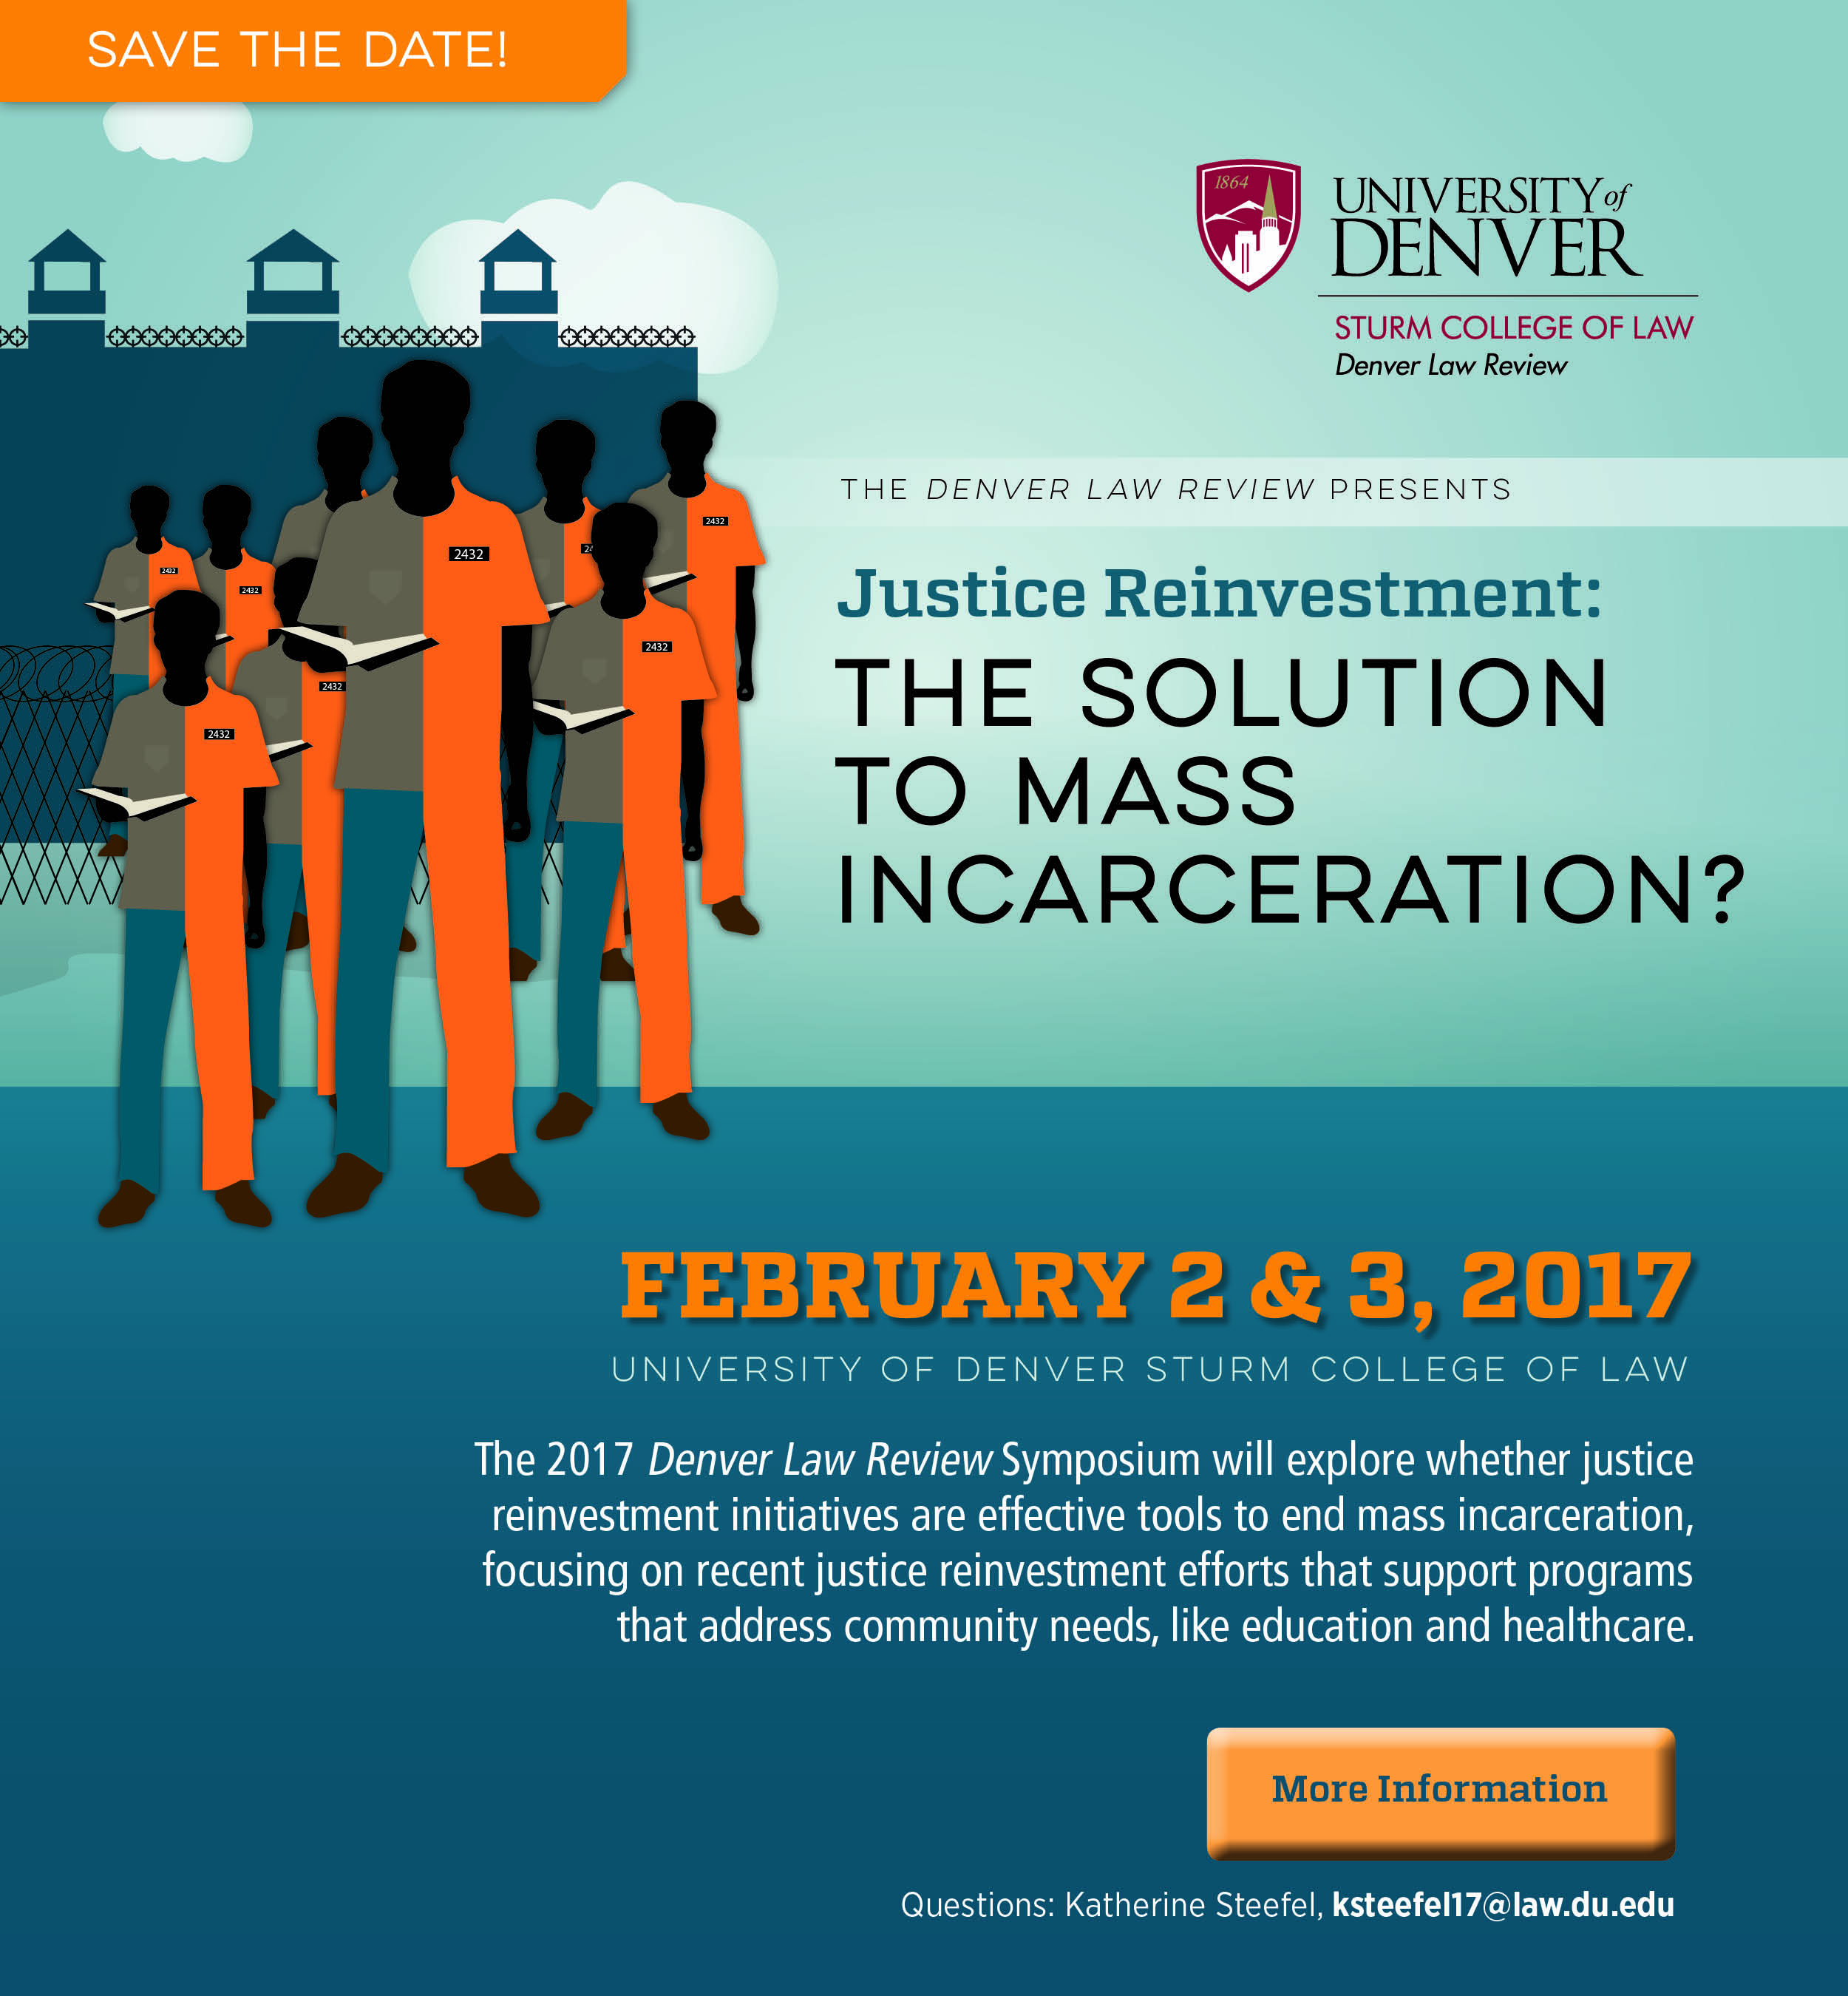 SAVE THE DATE!
1864
UNIVERSITY of
DENVER
STURM COLLEGE OF LAW
Denver Law Review
THE DENVER LAW REVIEW PRESENTS
Justice Reinvestment:
THE SOLUTION
TO MASS
INCARCERATION?
2432
2432
24
2432
2432
2432
2432
2432
FEBRUARY 2 & 3, 2017
UNIVERSITY OF DENVER STURM COLLEGE OF LAW
The 2017 Denver Law Review Symposium will explore whether justice
reinvestment initiatives are effective tools to end mass incarceration,
focusing on recent justice reinvestment efforts that support programs
that address community needs, like education and healthcare.
More Information
Questions: Katherine Steefel, ksteefel17@law.du.edu